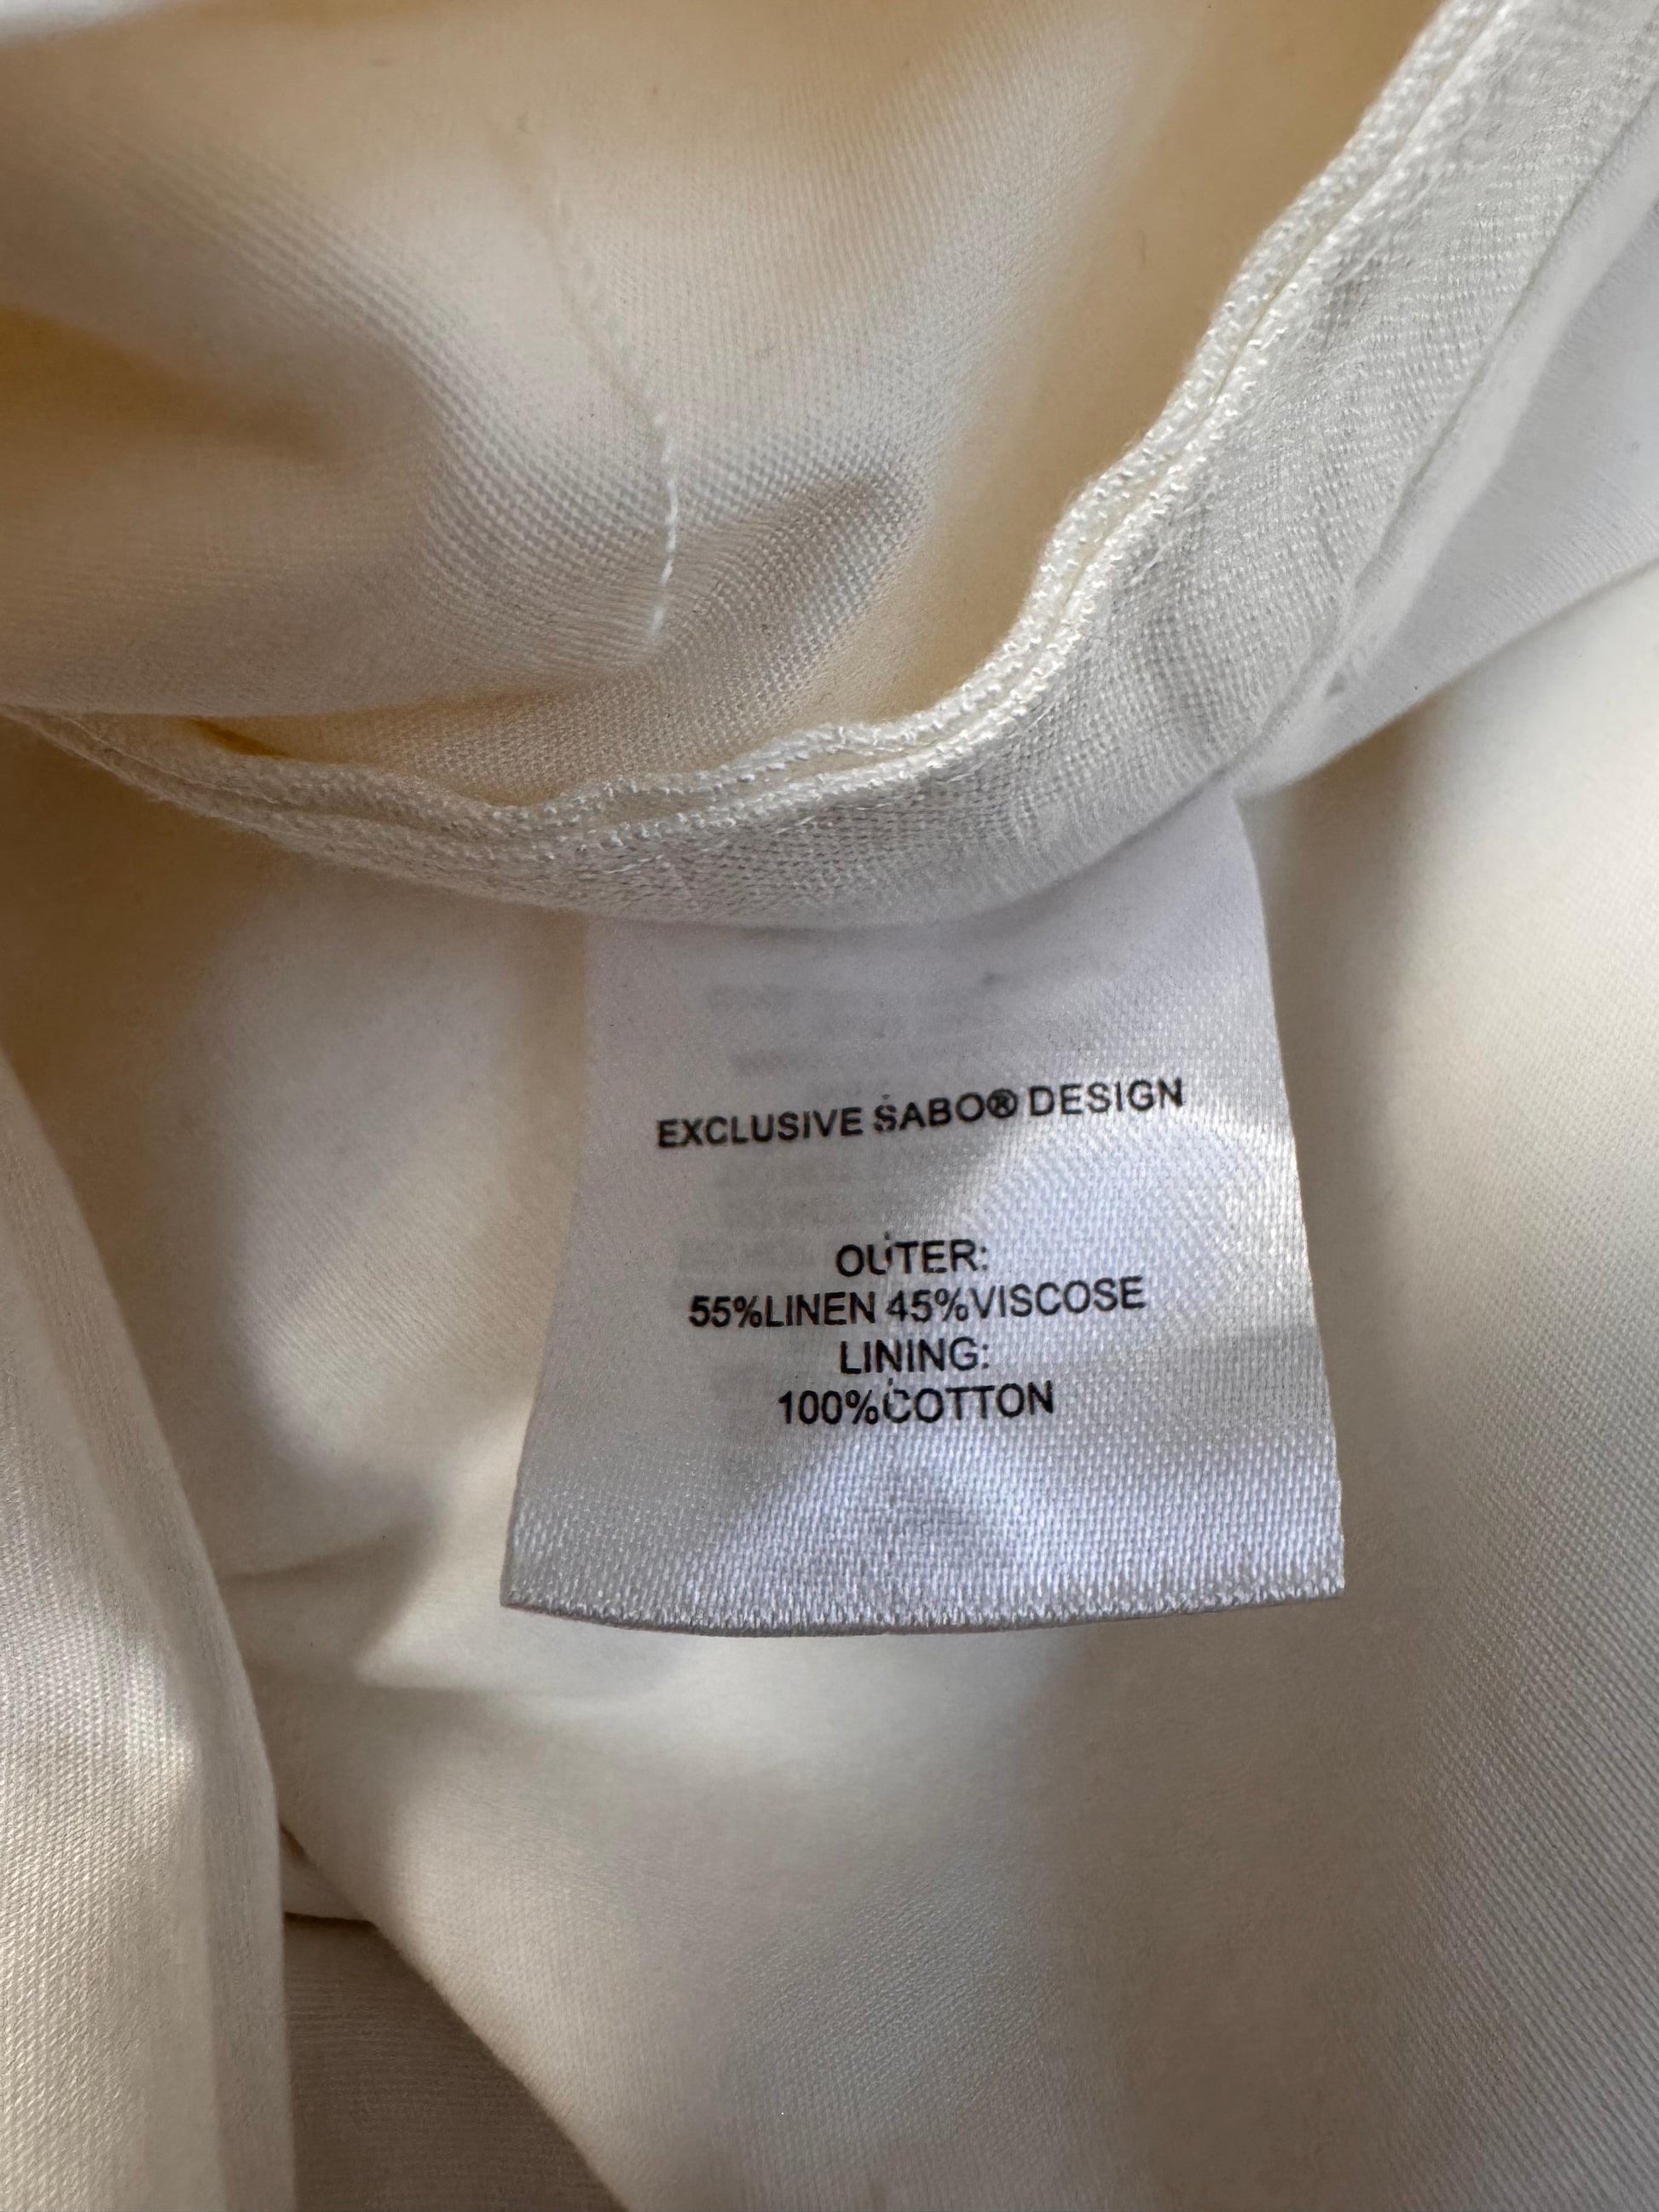 EXCLUSIVE SABO® DESIGN
OUTER:
55%LINEN 45%VISCOSE
LINING:
100%COTTON